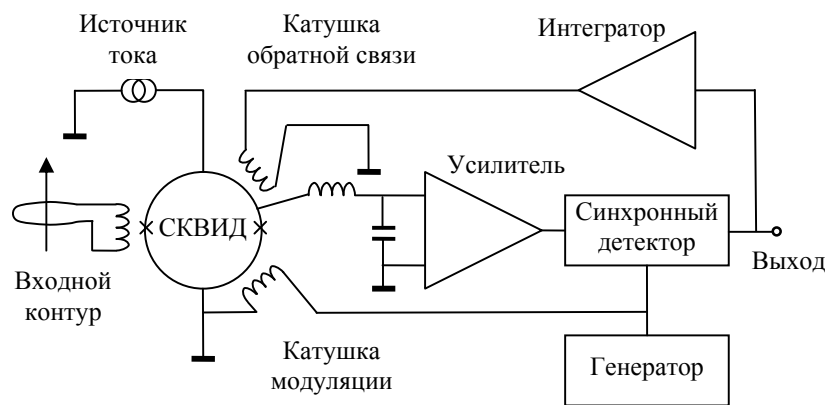 Источник
тока
Катушка
обратной связи
Интегратор
Усилитель
СКВИД
Синхронный
детектор
Выход
Входной
контур
Катушка
модуляции
Генератор